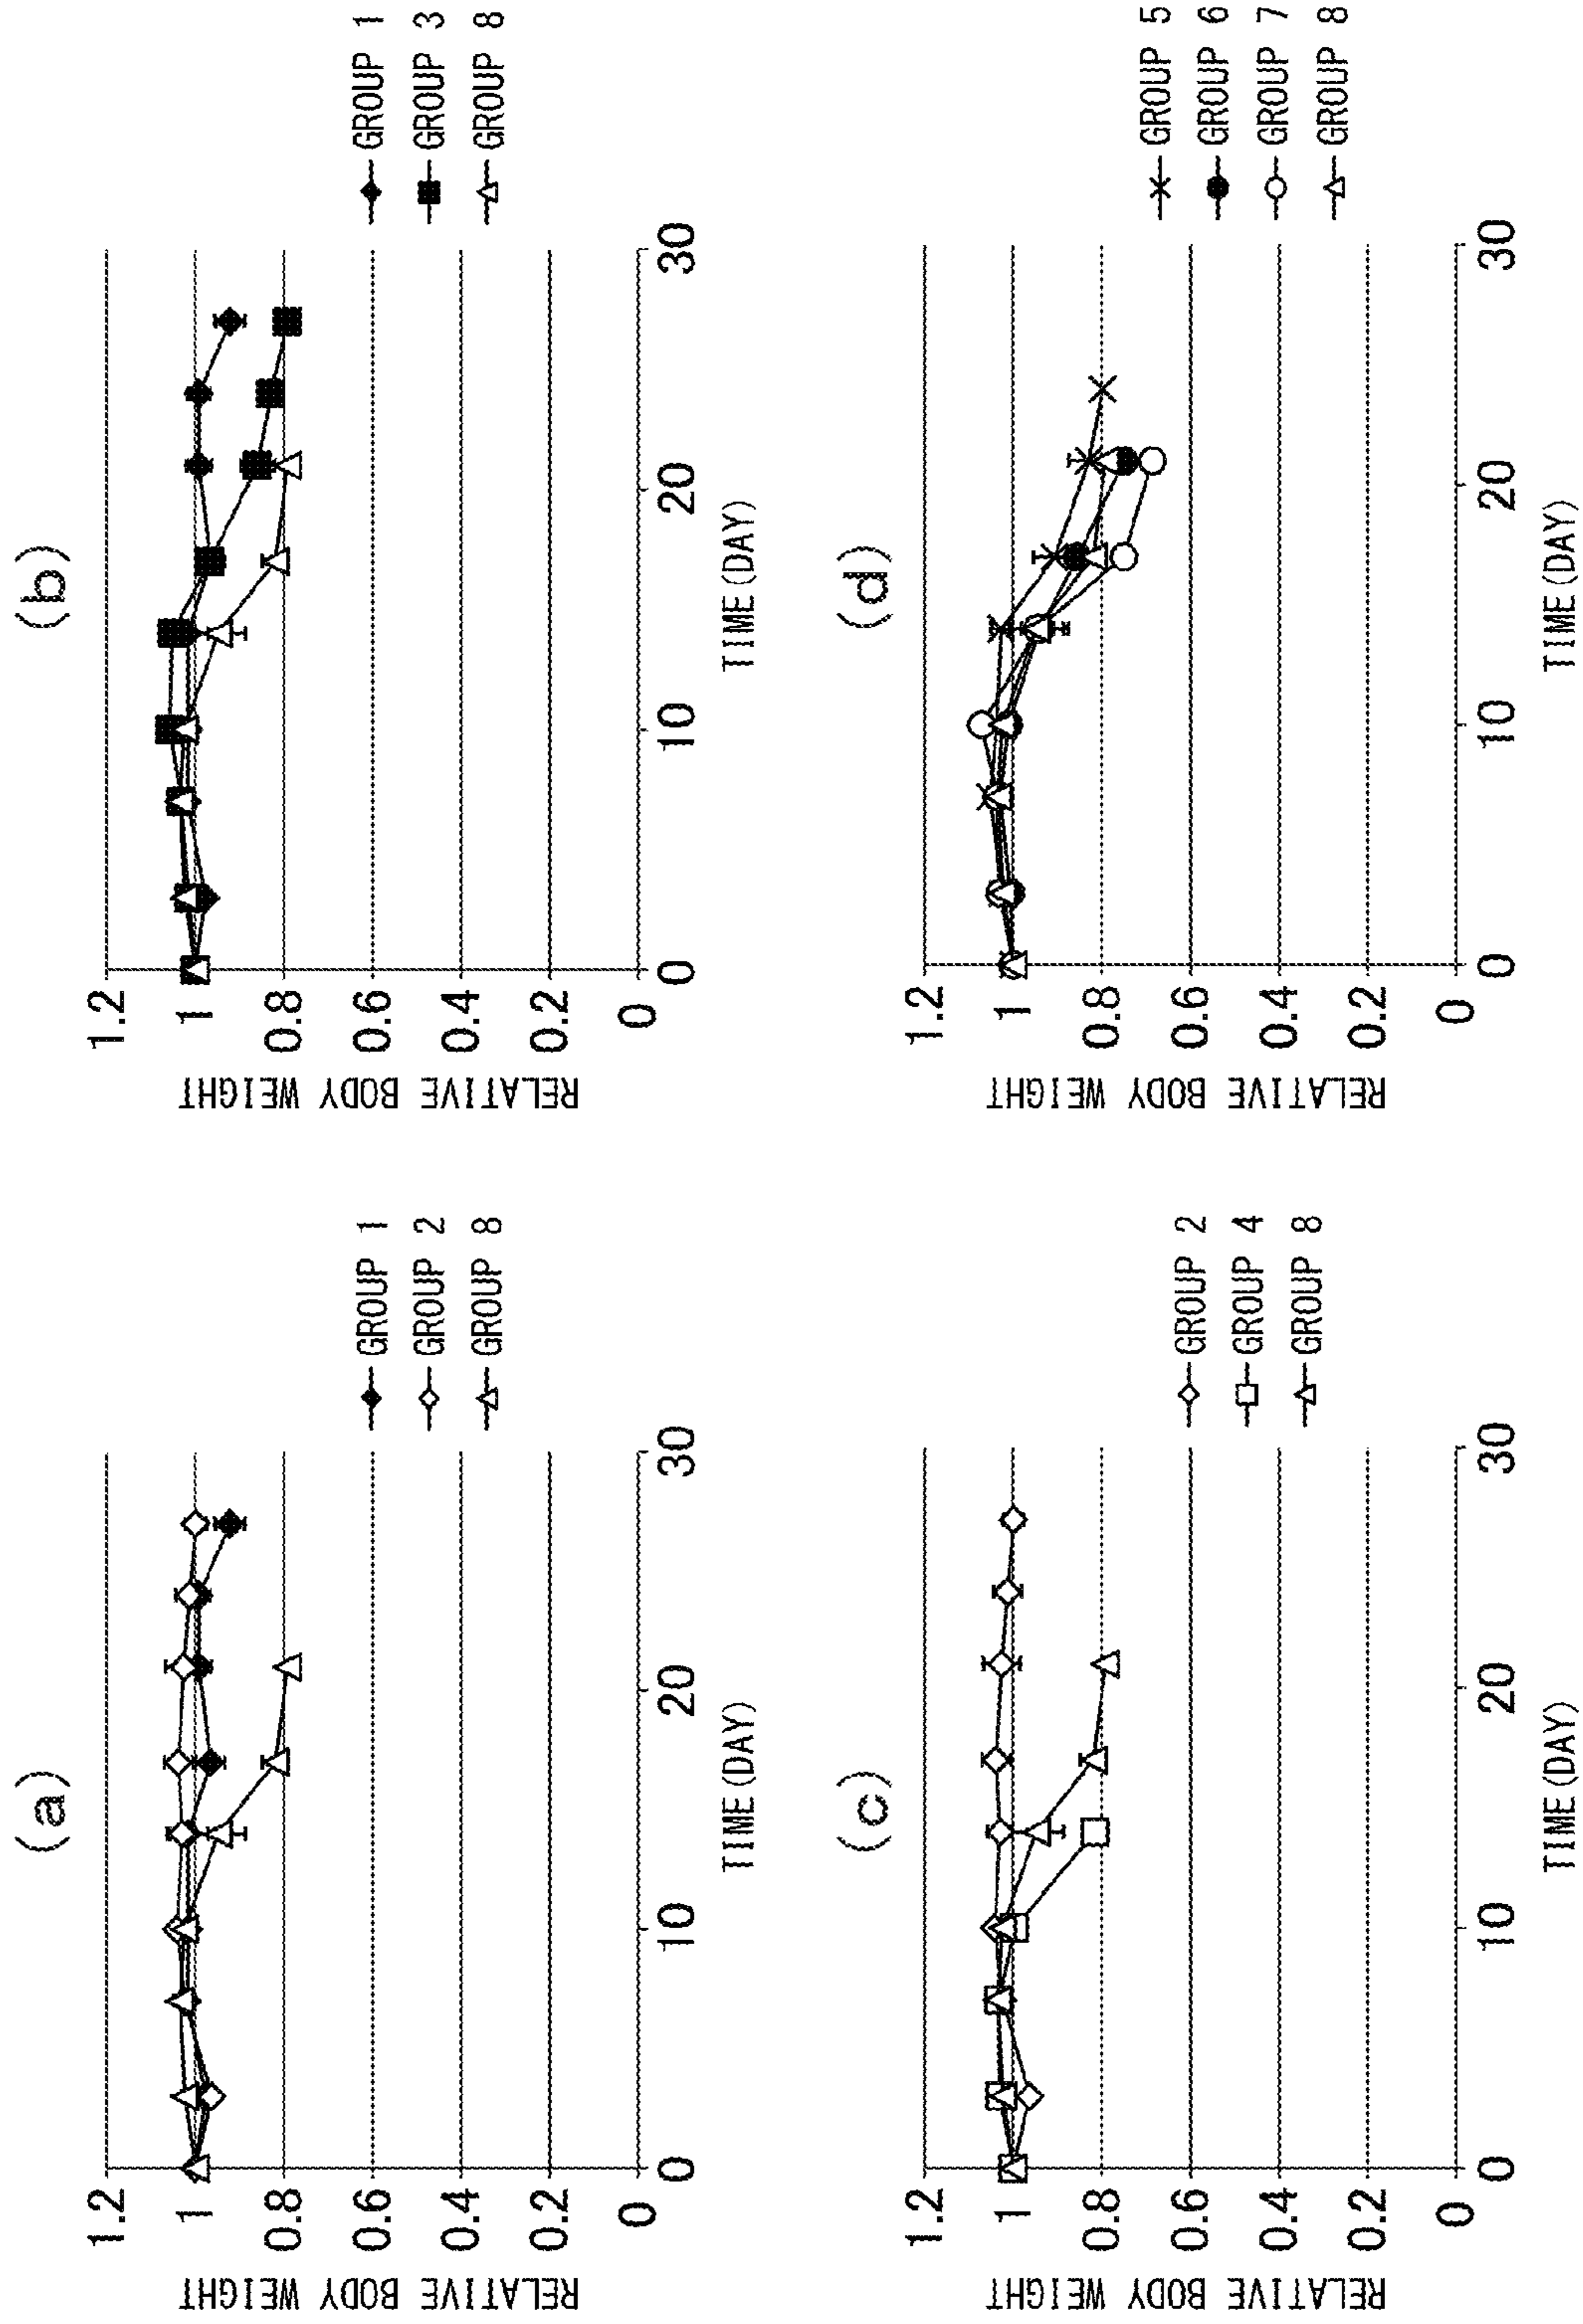 (a)
RELATIVE BODY WEIGHT
1.2
1
0.8
0.6
0.4
0.2
0
0 10 20 30
TIME(DAY)
GROUP 1
GROUP 2
GROUP 8
(b)
RELATIVE BODY WEIGHT
1.2
1
0.8
0.6
0.4
0.2
0
0 10 20 30
TIME(DAY)
GROUP 1
GROUP 3
GROUP 8
(c)
RELATIVE BODY WEIGHT
1.2
1
0.8
0.6
0.4
0.2
0
0 10 20 30
TIME(DAY)
GROUP 2
GROUP 4
GROUP 8
(d)
RELATIVE BODY WEIGHT
1.2
1
0.8
0.6
0.4
0.2
0
0 10 20 30
TIME(DAY)
GROUP 5
GROUP 6
GROUP 7
GROUP 8